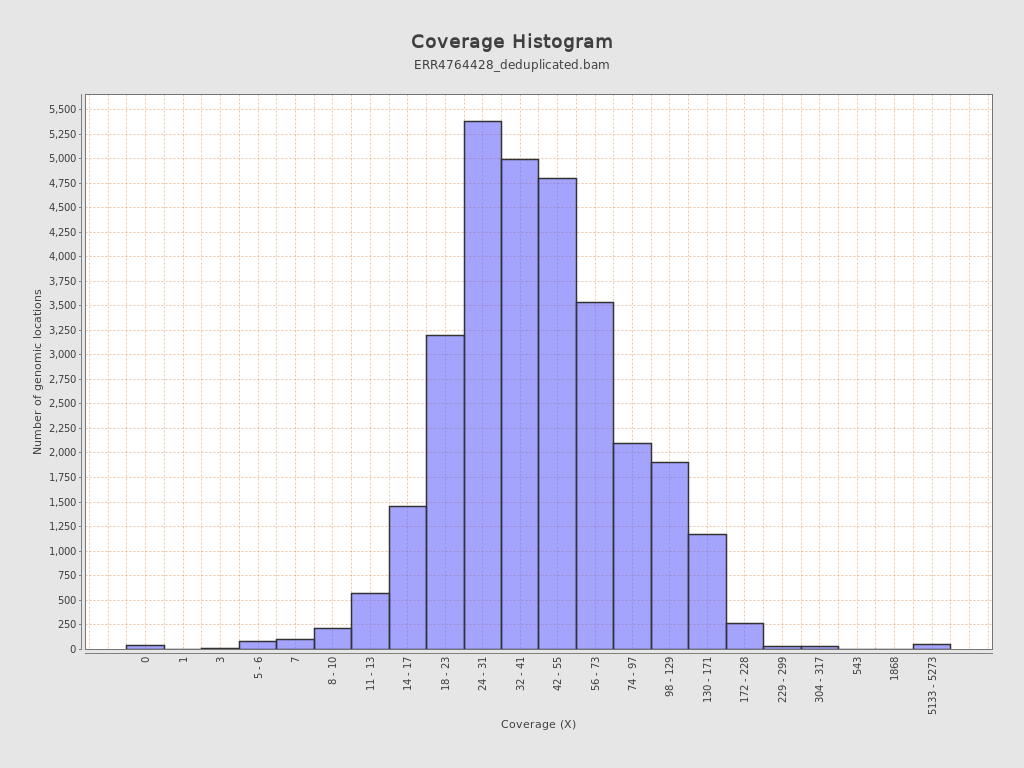 Coverage Histogram
ERR4764428_deduplicated.bam
Number of genomic locations
5,500
5,250
5,000
4,750
4,500
4,250
4,000
3,750
3,500
3,250
3,000
2,750
2,500
2,250
2,000
1,750
1,500
1,250
1,000
750
500
250
0
0
1
3
5 - 6
7
8 - 10
11 - 13
14 - 17
18 - 23
24 - 31
32 - 41
42 - 55
56 - 73
74 - 97
98 - 129
130 - 171
172 - 228
229 - 299
304 - 317
543
1868
5133 - 5273
Coverage (X)